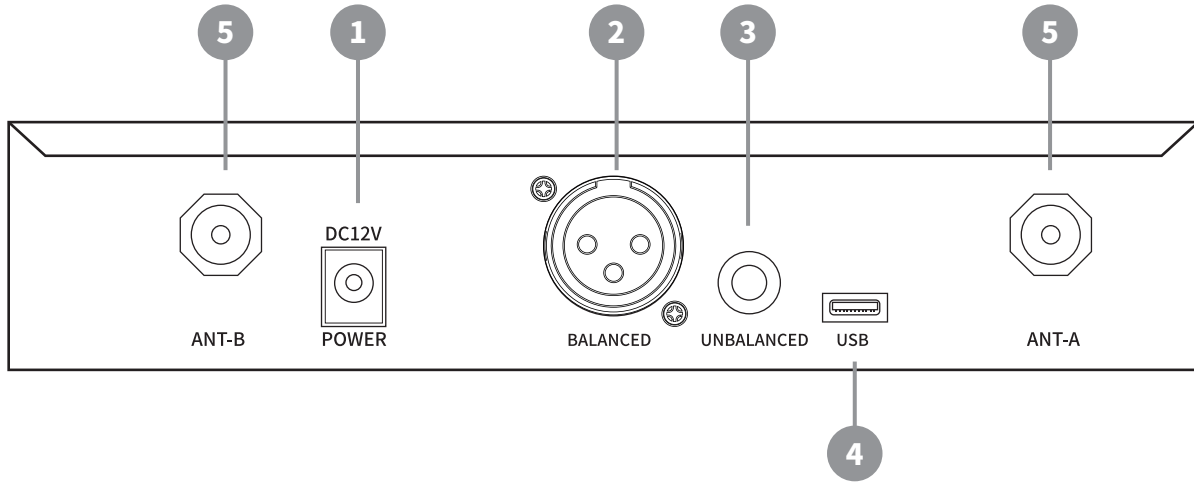 5 1 2 3 5
DC12V
ANT-B POWER BALANCED UNBALANCED USB ANT-A
4